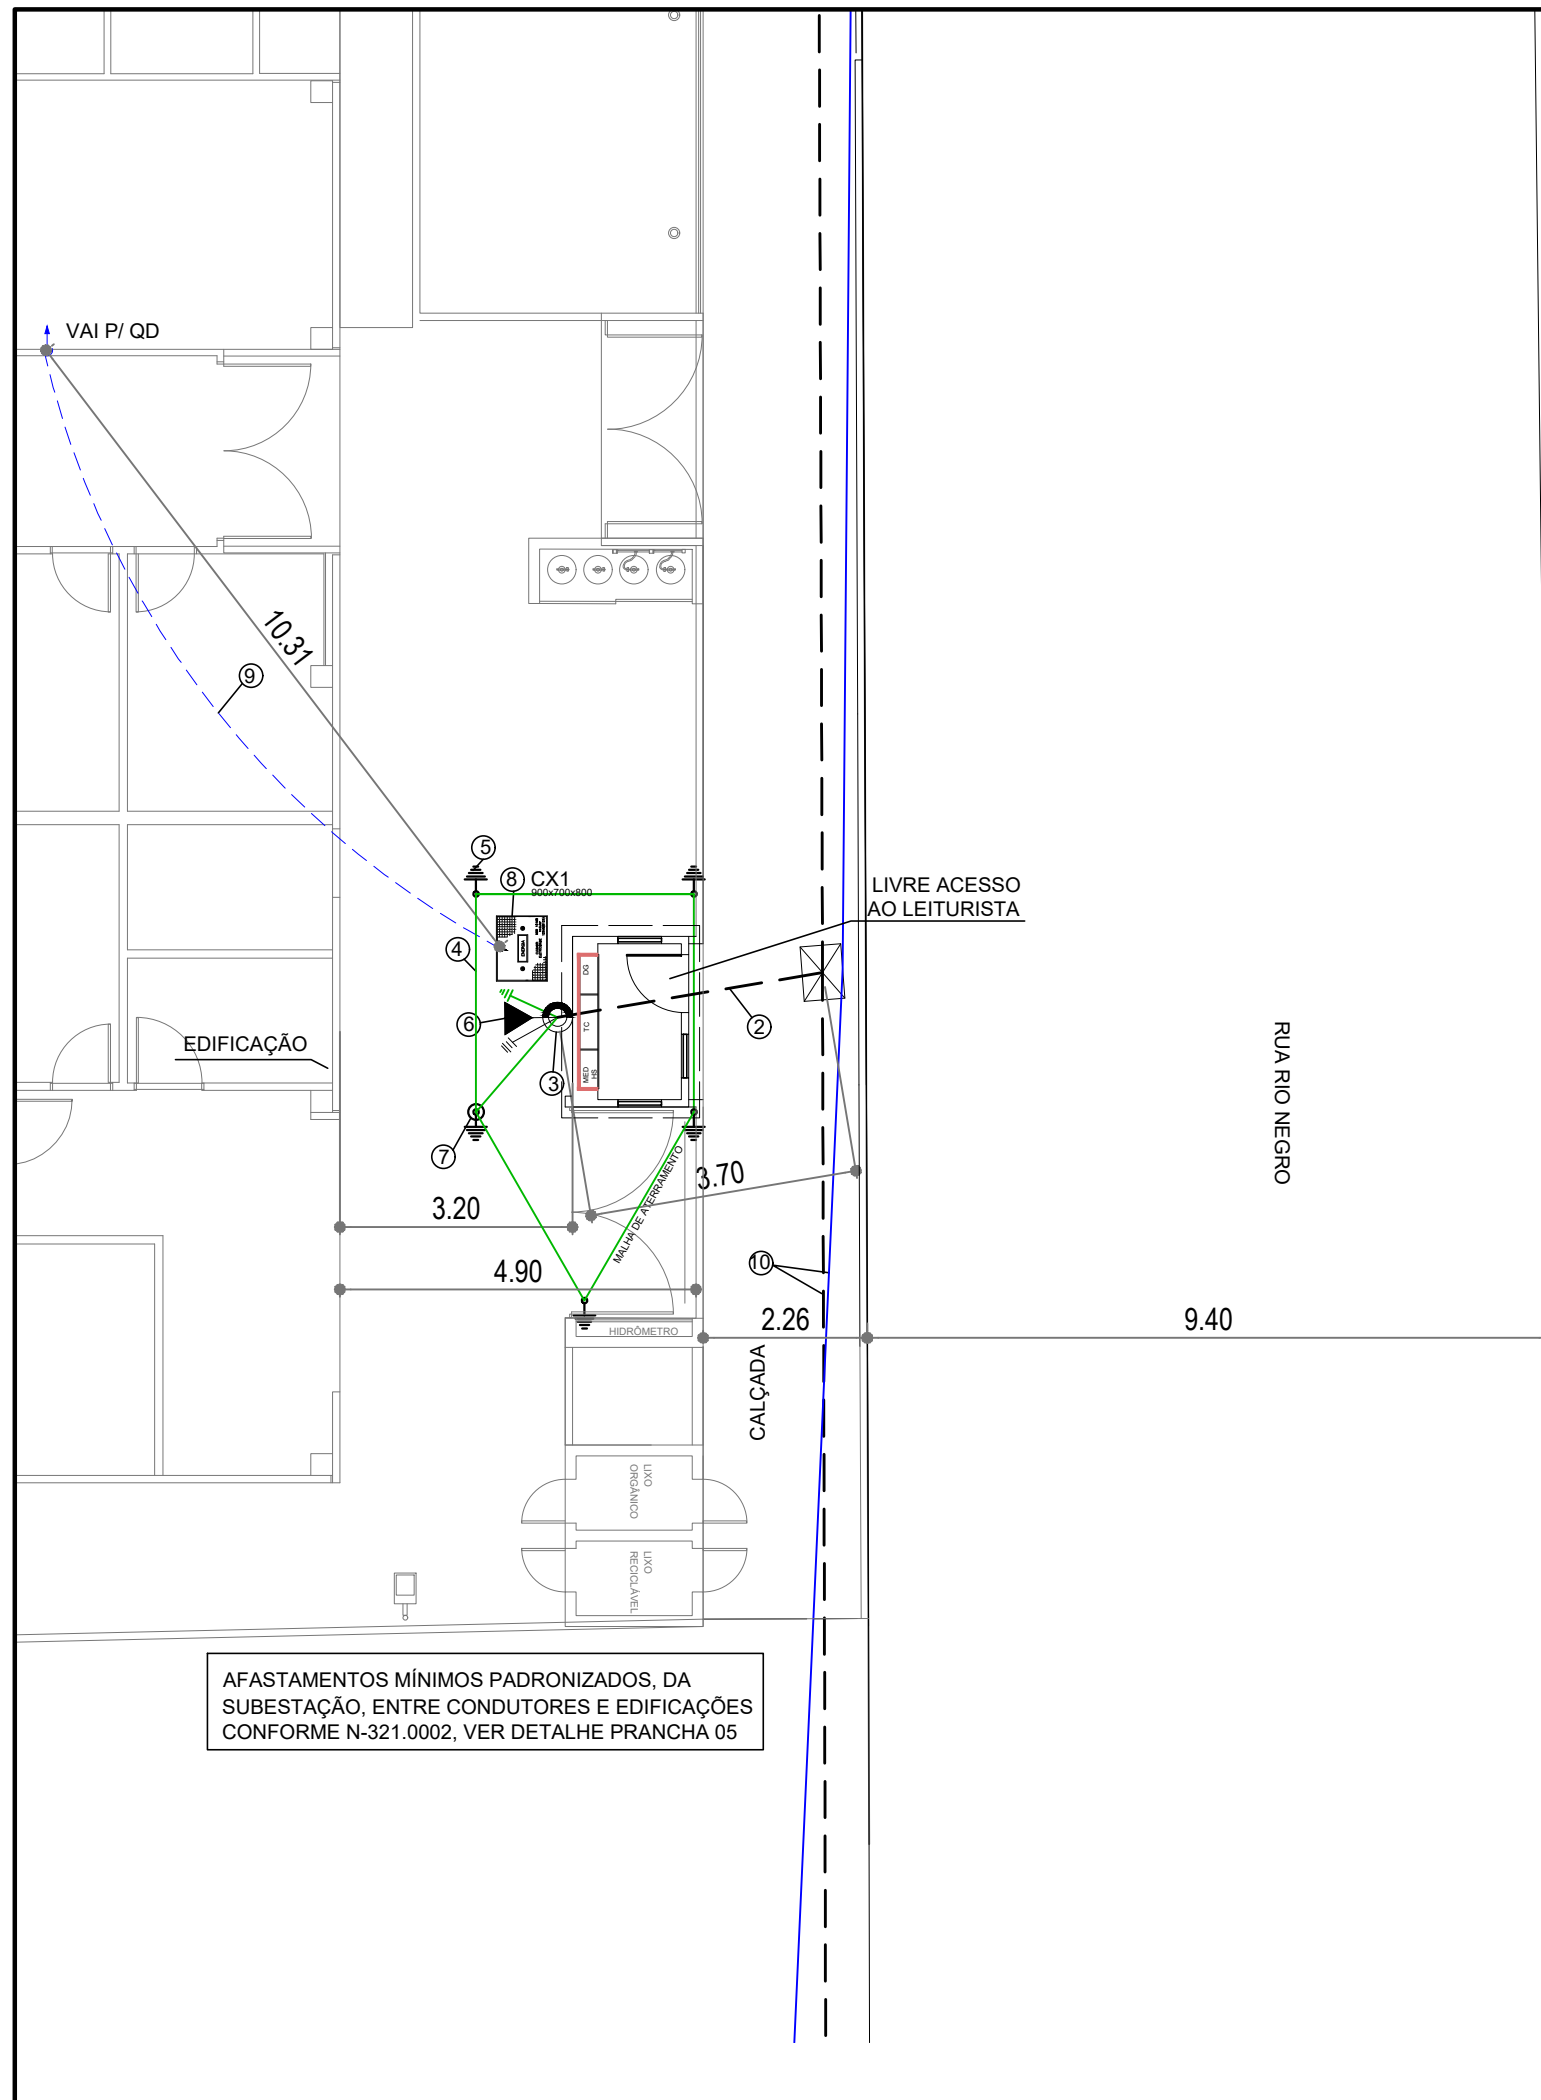 VAI P/ QD
10.31
9
5
8
CX1
900x700x800
LIVRE ACESSO
AO LEITURISTA
4
ENERGIA
DG
2
6
TC
EDIFICAÇÃO
3
MED
HS
RUA RIO NEGRO
7
MALHA DE ATERRAMENTO
3.70
3.20
4.90
10
2.26
9.40
HIDRÔMETRO
CALÇADA
LIXO
ORGÂNICO
LIXO
RECICLÁVEL
AFASTAMENTOS MÍNIMOS PADRONIZADOS, DA
SUBESTAÇÃO, ENTRE CONDUTORES E EDIFICAÇÕES
CONFORME N-321.0002, VER DETALHE PRANCHA 05